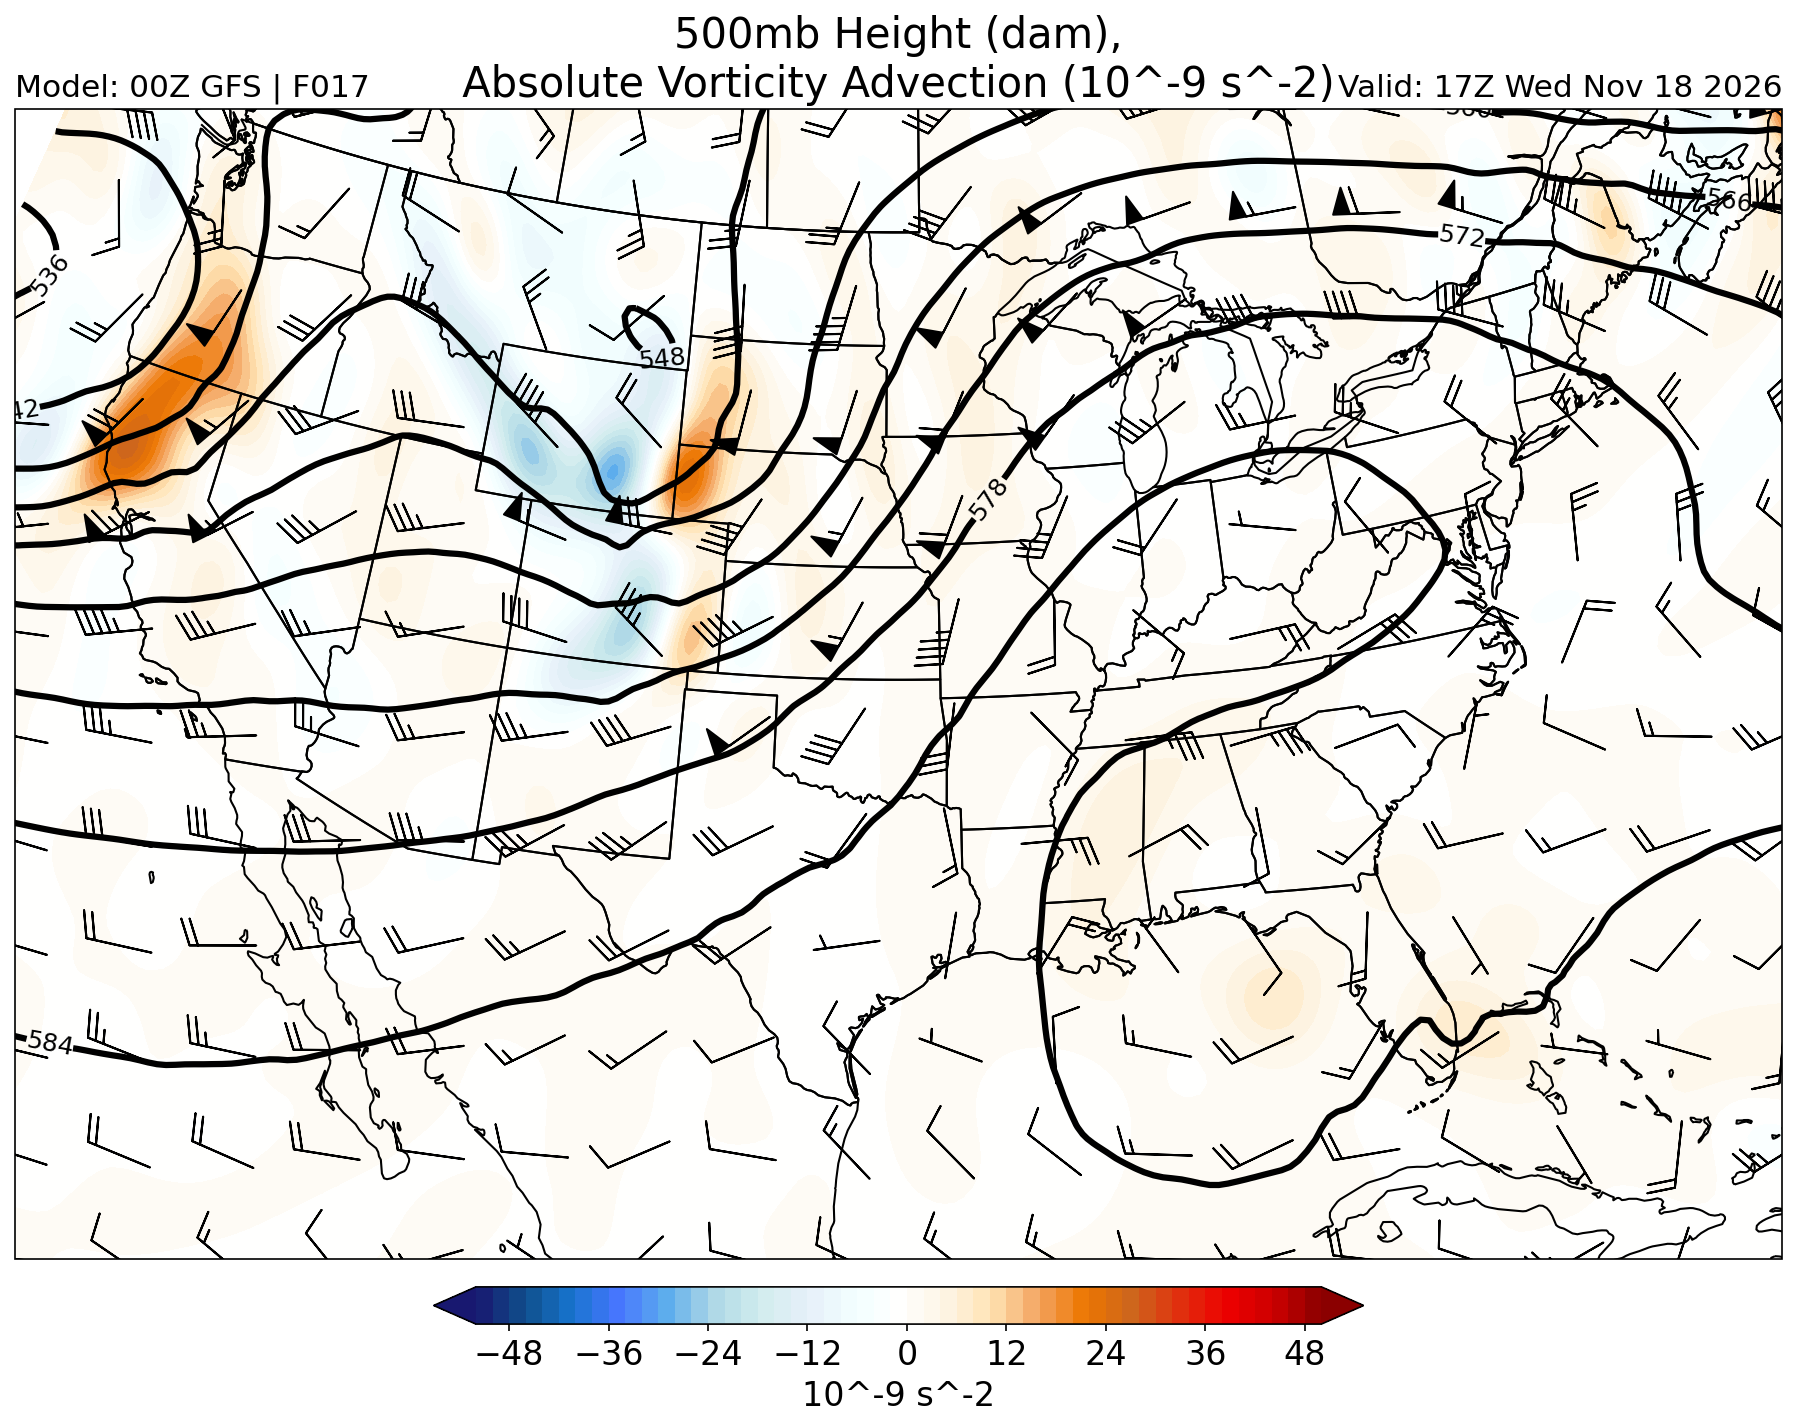 500mb Height (dam),
Model: 00Z GFS | F017
Absolute Vorticity Advection (10^-9 s^-2)
Valid: 17Z Wed Nov 18 2026
566
572
536
548
42
578
584
−48 −36 −24 −12 0 12 24 36 48
10^-9 s^-2